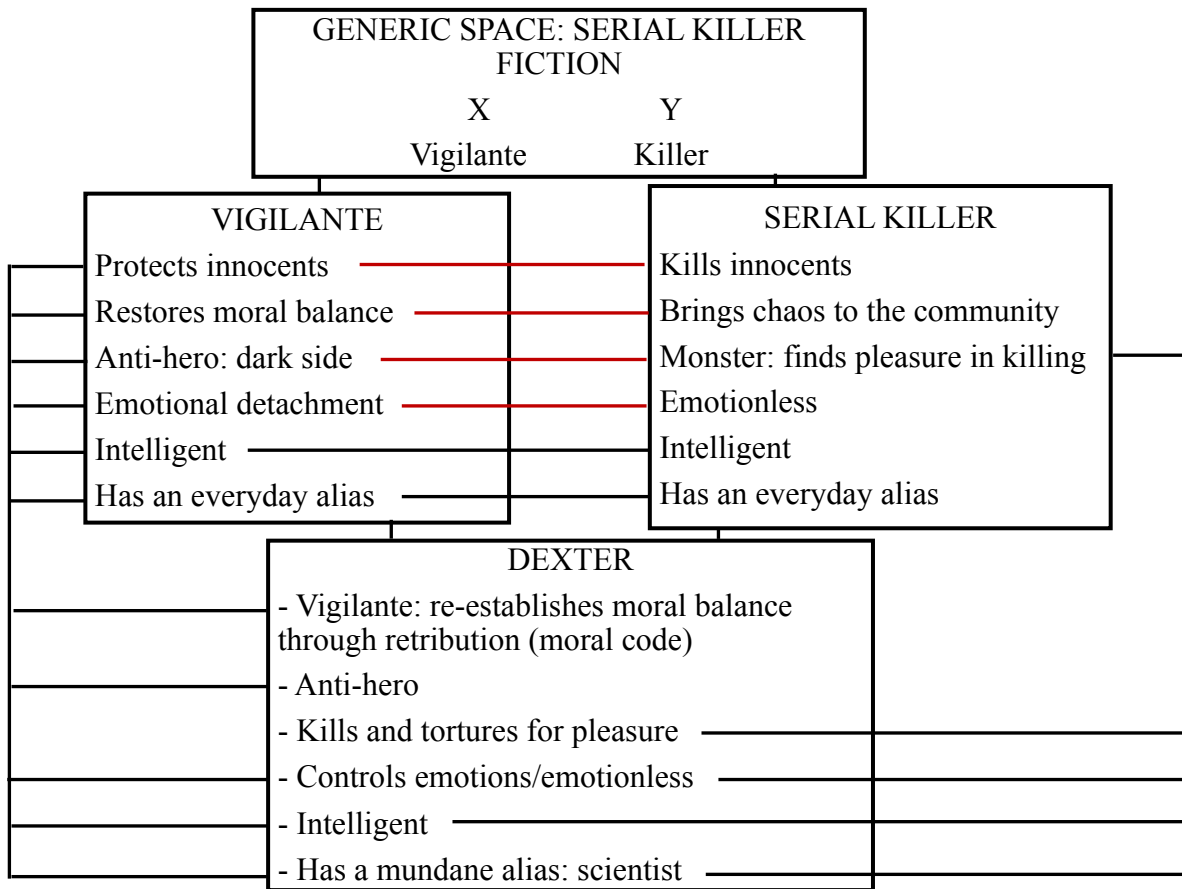 GENERIC SPACE: SERIAL KILLER
FICTION
X Y
Vigilante Killer
VIGILANTE
Protects innocents
Restores moral balance
Anti-hero: dark side
Emotional detachment
Intelligent
Has an everyday alias
SERIAL KILLER
Kills innocents
Brings chaos to the community
Monster: finds pleasure in killing
Emotionless
Intelligent
Has an everyday alias
DEXTER
- Vigilante: re-establishes moral balance
through retribution (moral code)
- Anti-hero
- Kills and tortures for pleasure
- Controls emotions/emotionless
- Intelligent
- Has a mundane alias: scientist